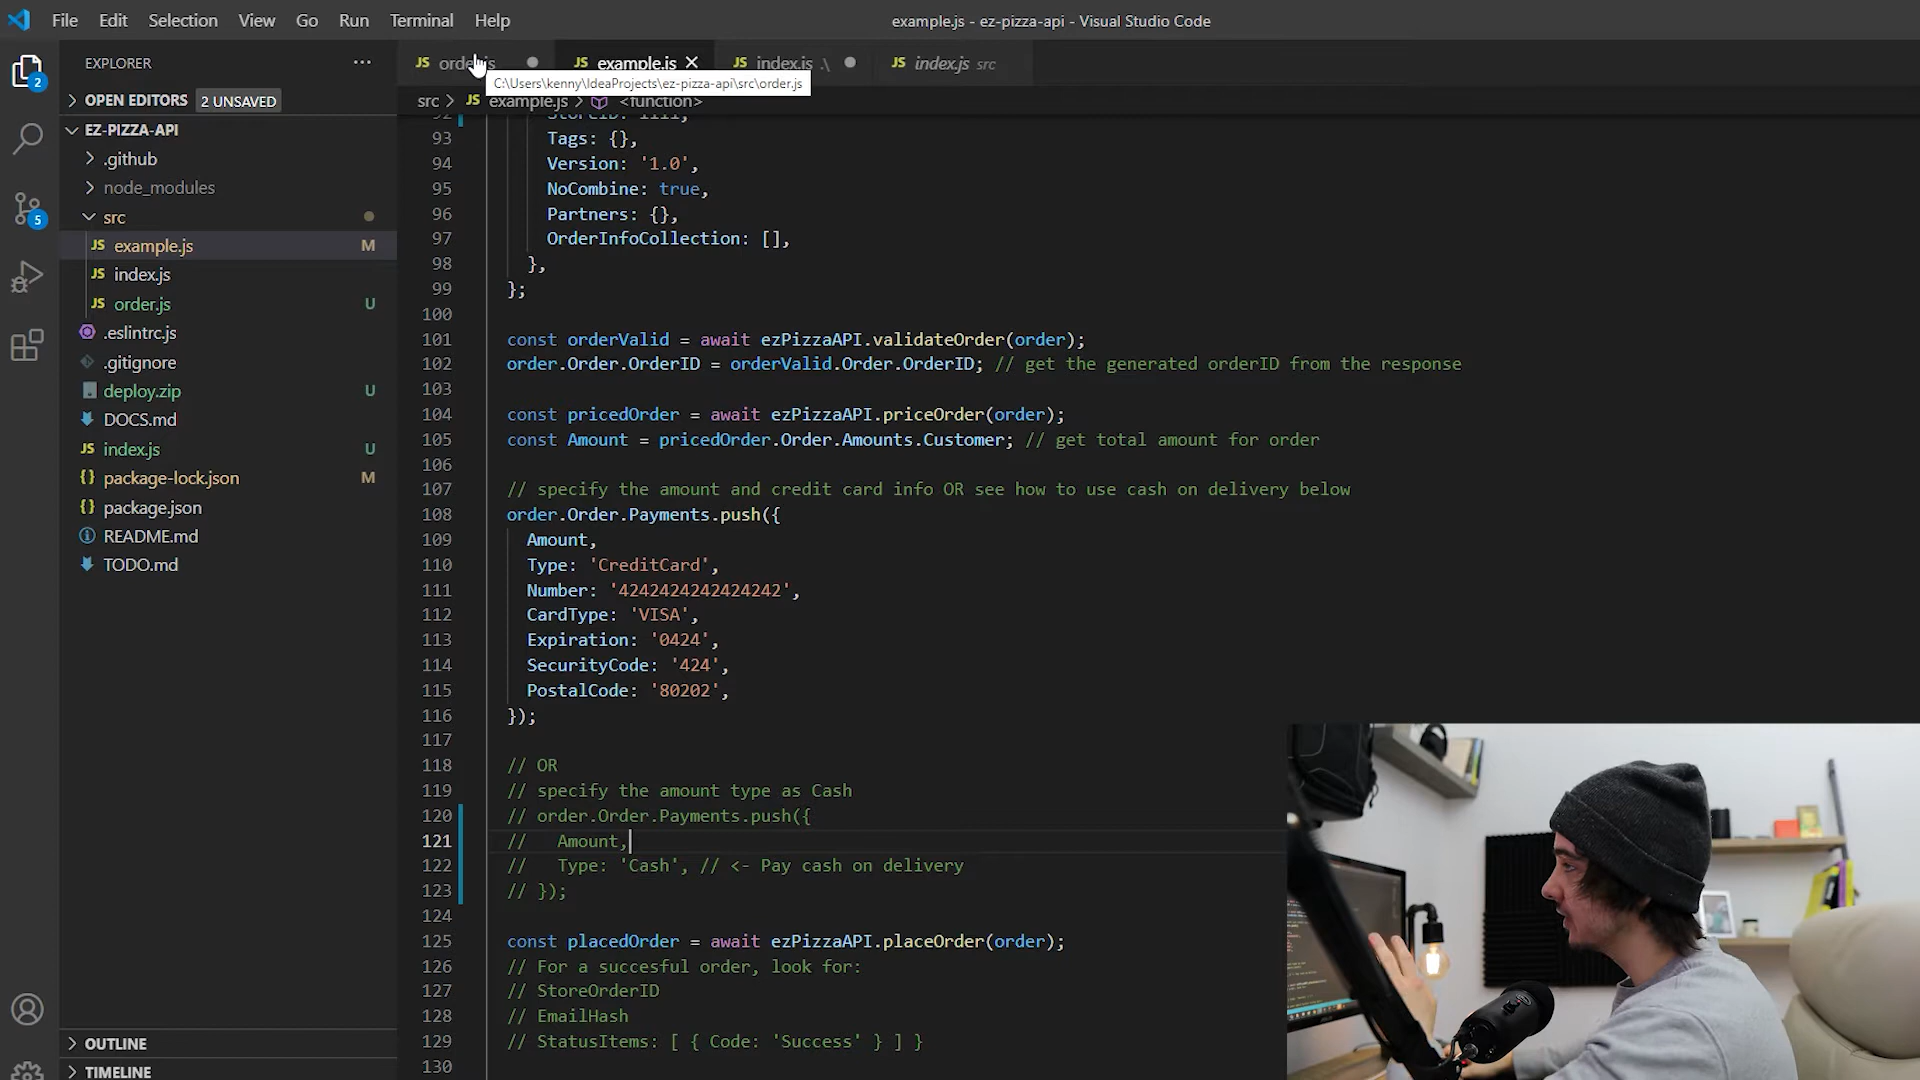 File Edit Selection View Go Run Terminal Help
example.js - ez-pizza-api - Visual Studio Code
EXPLORER
JS order.js
JS example.js
JS index.js .\
JS index.js src
C:\Users\kenny\IdeaProjects\ez-pizza-api\src\order.js
src > JS example.js > <function>
2
OPEN EDITORS 2 UNSAVED
EZ-PIZZA-API
.github
node_modules
5
src
JS example.js M
JS index.js
JS order.js U
.eslintrc.js
.gitignore
deploy.zip U
DOCS.md
JS index.js U
{} package-lock.json M
{} package.json
README.md
TODO.md
OUTLINE
TIMELINE
92 StoreID: 1111,
93 Tags: {},
94 Version: '1.0',
95 NoCombine: true,
96 Partners: {},
97 OrderInfoCollection: [],
98 },
99 };
100
101 const orderValid = await ezPizzaAPI.validateOrder(order);
102 order.Order.OrderID = orderValid.Order.OrderID; // get the generated orderID from the response
103
104 const pricedOrder = await ezPizzaAPI.priceOrder(order);
105 const Amount = pricedOrder.Order.Amounts.Customer; // get total amount for order
106
107 // specify the amount and credit card info OR see how to use cash on delivery below
108 order.Order.Payments.push({
109 Amount,
110 Type: 'CreditCard',
111 Number: '4242424242424242',
112 CardType: 'VISA',
113 Expiration: '0424',
114 SecurityCode: '424',
115 PostalCode: '80202',
116 });
117
118 // OR
119 // specify the amount type as Cash
120 // order.Order.Payments.push({
121 // Amount,
122 // Type: 'Cash', // <- Pay cash on delivery
123 // });
124
125 const placedOrder = await ezPizzaAPI.placeOrder(order);
126 // For a succesful order, look for:
127 // StoreOrderID
128 // EmailHash
129 // StatusItems: [ { Code: 'Success' } ] }
130